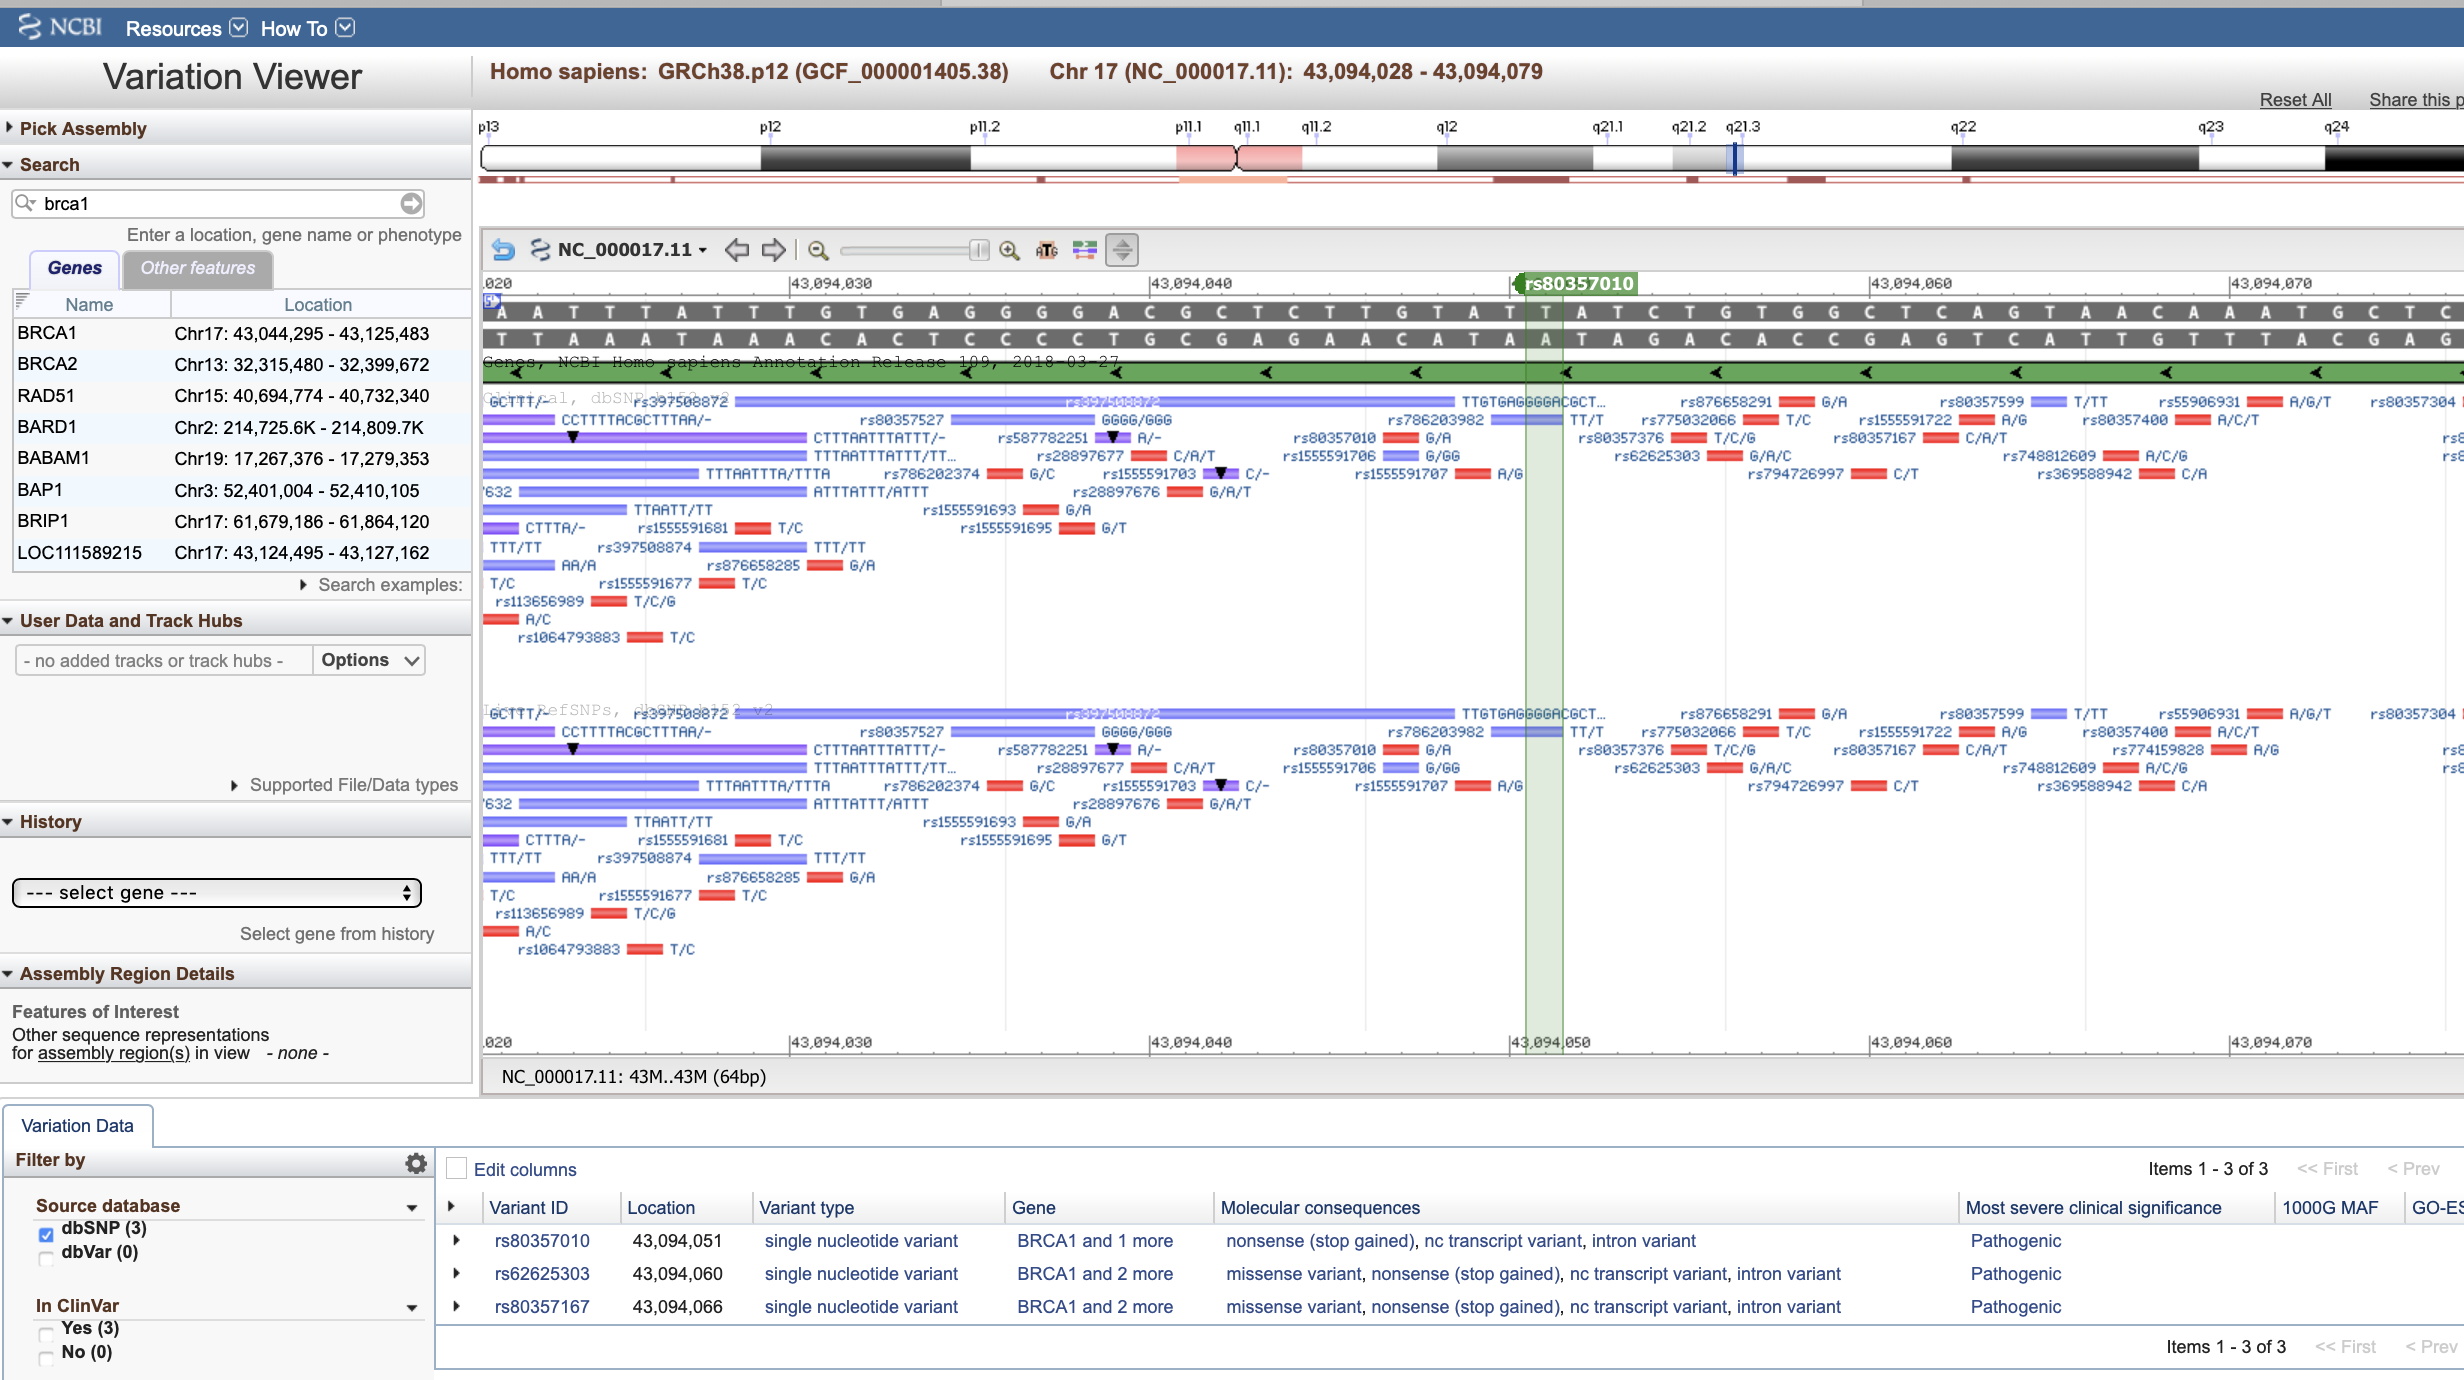 NCBI Resources How To
Variation Viewer
Homo sapiens: GRCh38.p12 (GCF_000001405.38) Chr 17 (NC_000017.11): 43,094,028 - 43,094,079
Reset All Share this p
Pick Assembly
Search
brca1
Enter a location, gene name or phenotype
Genes Other features
Name Location
BRCA1 Chr17: 43,044,295 - 43,125,483
BRCA2 Chr13: 32,315,480 - 32,399,672
RAD51 Chr15: 40,694,774 - 40,732,340
BARD1 Chr2: 214,725.6K - 214,809.7K
BABAM1 Chr19: 17,267,376 - 17,279,353
BAP1 Chr3: 52,401,004 - 52,410,105
BRIP1 Chr17: 61,679,186 - 61,864,120
LOC111589215 Chr17: 43,124,495 - 43,127,162
Search examples:
User Data and Track Hubs
- no added tracks or track hubs - Options
Supported File/Data types
History
--- select gene ---
Select gene from history
Assembly Region Details
Features of Interest
Other sequence representations
for assembly region(s) in view - none -
p13 p12 p11.2 p11.1 q11.1 q11.2 q12 q21.1 q21.2 q21.3 q22 q23 q24
NC_000017.11 ATG
020 43,094,030 43,094,040 rs80357010 43,094,060 43,094,070
5'
A A T T T A T T T G T G A G G G G A C G C T C T T G T A T T A T C T G T G G C T C A G T A A C A A A T G C T C
T T A A A T A A A C A C T C C C C T G C G A G A A C A T A A T A G A C A C C G A G T C A T T G T T T A C G A G
Genes, NCBI Homo sapiens Annotation Release 109, 2018-03-27
GCTTT/- rs397508872 rs397508872 TTGTGAGGGGACGCT... rs876658291 G/A rs80357599 T/TT rs55906931 A/G/T rs80357304
CCTTTTACGCTTTAA/- rs80357527 GGGG/GGG rs786203982 TT/T rs775032066 T/C rs1555591722 A/G rs80357400 A/C/T
CTTTAATTTATTT/- rs587782251 A/- rs80357010 G/A rs80357376 T/C/G rs80357167 C/A/T
TTTAATTTATTT/TT... rs28897677 C/A/T rs1555591706 G/GG rs62625303 G/A/C rs748812609 A/C/G
TTTAATTTA/TTTA rs786202374 G/C rs1555591703 C/- rs1555591707 A/G rs794726997 C/T rs369588942 C/A
'632 ATTTATTT/ATTT rs28897676 G/A/T
TTAATT/TT rs1555591693 G/A
CTTTA/- rs1555591681 T/C rs1555591695 G/T
TTT/TT rs397508874 TTT/TT
AA/A rs876658285 G/A
T/C rs1555591677 T/C
rs113656989 T/C/G
A/C
rs1064793883 T/C
Live RefSNPs, dbSNP b152 v2
GCTTT/- rs397508872 rs397508872 TTGTGAGGGGACGCT... rs876658291 G/A rs80357599 T/TT rs55906931 A/G/T rs80357304
CCTTTTACGCTTTAA/- rs80357527 GGGG/GGG rs786203982 TT/T rs775032066 T/C rs1555591722 A/G rs80357400 A/C/T
CTTTAATTTATTT/- rs587782251 A/- rs80357010 G/A rs80357376 T/C/G rs80357167 C/A/T rs774159828 A/G
TTTAATTTATTT/TT... rs28897677 C/A/T rs1555591706 G/GG rs62625303 G/A/C rs748812609 A/C/G
TTTAATTTA/TTTA rs786202374 G/C rs1555591703 C/- rs1555591707 A/G rs794726997 C/T rs369588942 C/A
'632 ATTTATTT/ATTT rs28897676 G/A/T
TTAATT/TT rs1555591693 G/A
CTTTA/- rs1555591681 T/C rs1555591695 G/T
TTT/TT rs397508874 TTT/TT
AA/A rs876658285 G/A
T/C rs1555591677 T/C
rs113656989 T/C/G
A/C
rs1064793883 T/C
020 43,094,030 43,094,040 43,094,050 43,094,060 43,094,070
NC_000017.11: 43M..43M (64bp)
Variation Data
Filter by
Source database
dbSNP (3)
dbVar (0)
In ClinVar
Yes (3)
No (0)
Edit columns Items 1 - 3 of 3 << First < Prev
Variant ID Location Variant type Gene Molecular consequences Most severe clinical significance 1000G MAF GO-ES
rs80357010 43,094,051 single nucleotide variant BRCA1 and 1 more nonsense (stop gained), nc transcript variant, intron variant Pathogenic
rs62625303 43,094,060 single nucleotide variant BRCA1 and 2 more missense variant, nonsense (stop gained), nc transcript variant, intron variant Pathogenic
rs80357167 43,094,066 single nucleotide variant BRCA1 and 2 more missense variant, nonsense (stop gained), nc transcript variant, intron variant Pathogenic
Items 1 - 3 of 3 << First < Prev